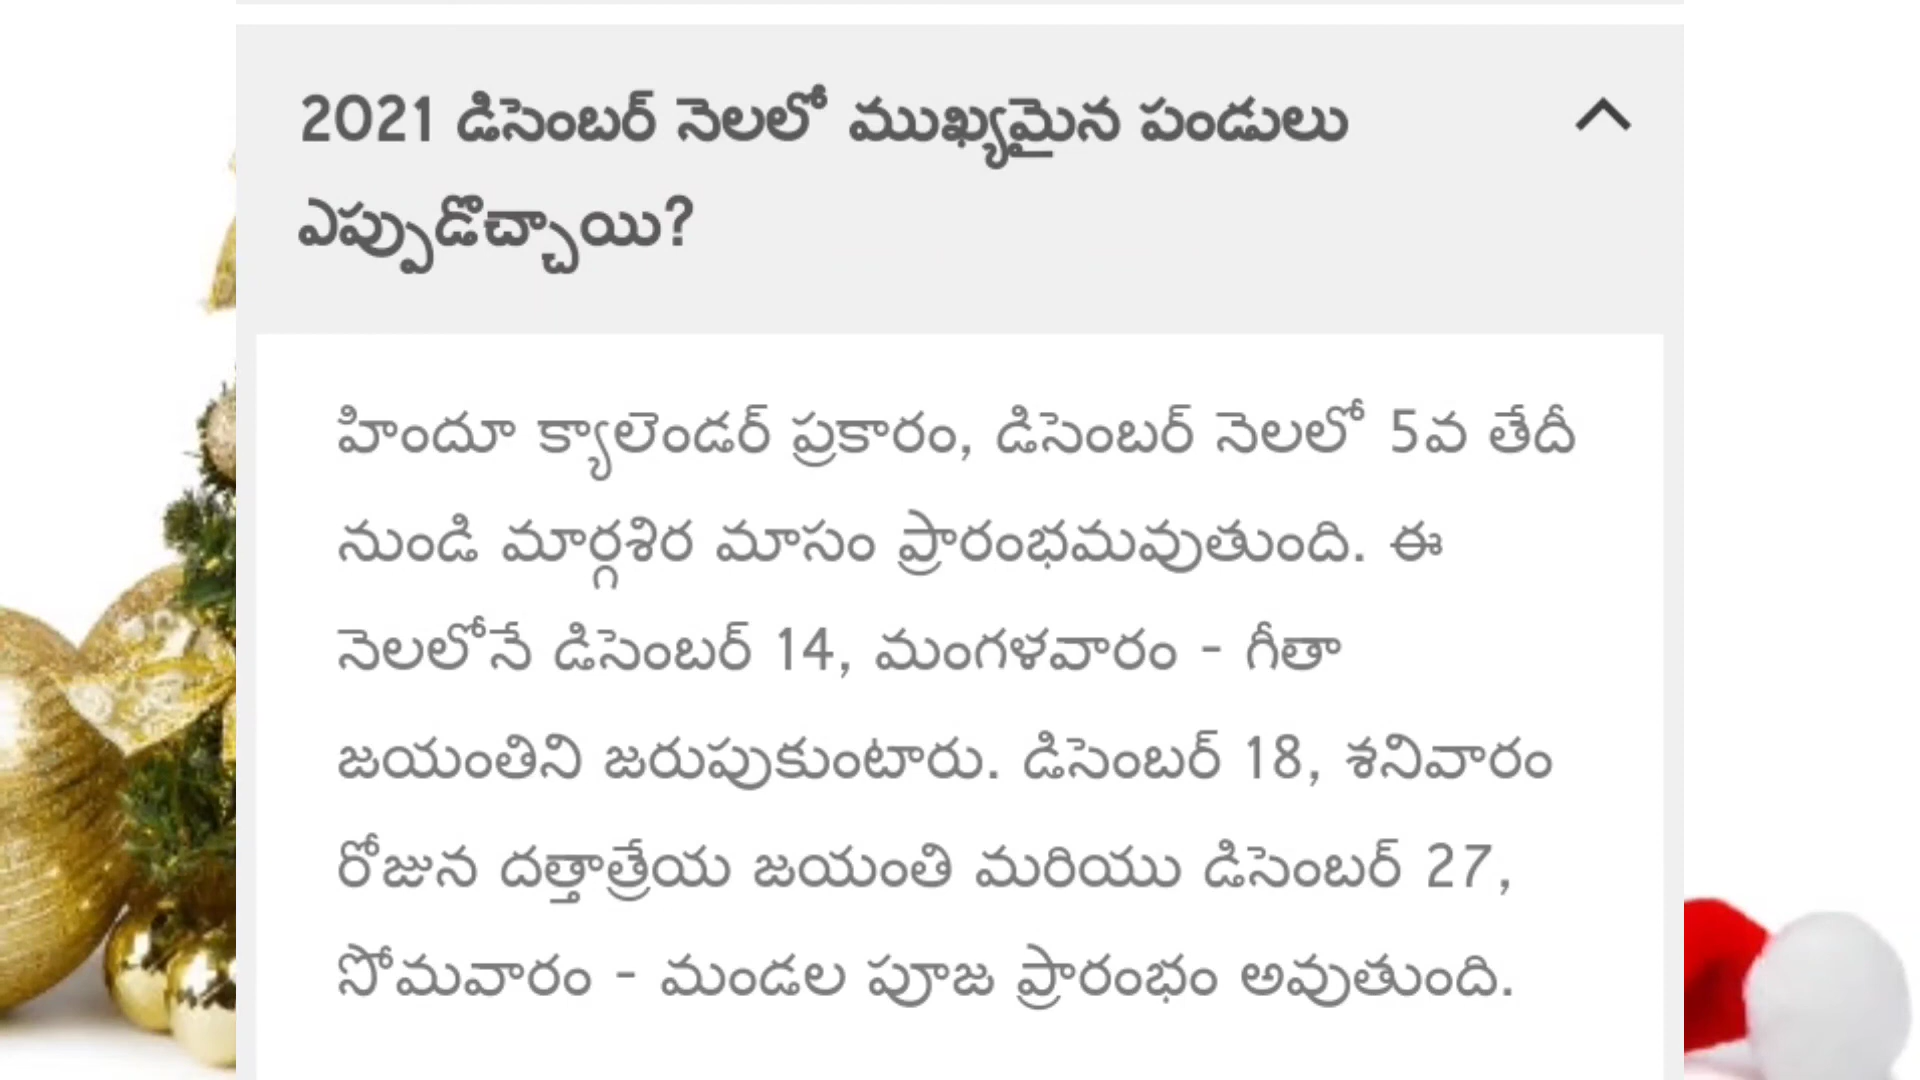 2021 డిసెంబర్ నెలలో ముఖ్యమైన పండులు
ఎప్పుడొచ్చాయి?
హిందూ క్యాలెండర్ ప్రకారం, డిసెంబర్ నెలలో 5వ తేదీ
నుండి మార్గశిర మాసం ప్రారంభమవుతుంది. ఈ
నెలలోనే డిసెంబర్ 14, మంగళవారం - గీతా
జయంతిని జరుపుకుంటారు. డిసెంబర్ 18, శనివారం
రోజున దత్తాత్రేయ జయంతి మరియు డిసెంబర్ 27,
సోమవారం - మండల పూజ ప్రారంభం అవుతుంది.